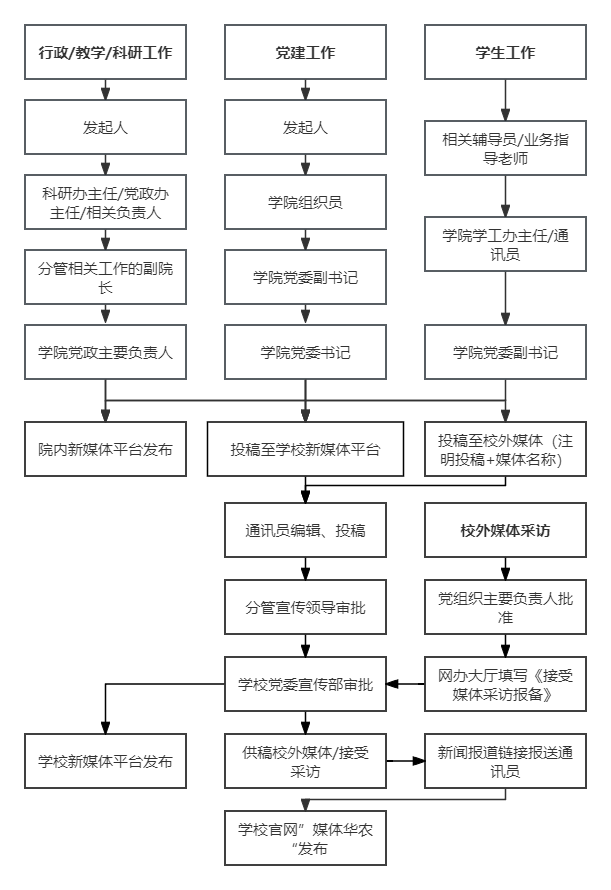 行政/教学/科研工作
党建工作
学生工作
发起人
发起人
相关辅导员/业务指
导老师
科研办主任/党政办
主任/相关负责人
学院组织员
学院学工办主任/通
讯员
分管相关工作的副院
长
学院党委副书记
学院党政主要负责人
学院党委书记
学院党委副书记
院内新媒体平台发布
投稿至学校新媒体平台
投稿至校外媒体（注
明投稿+媒体名称）
通讯员编辑、投稿
校外媒体采访
分管宣传领导审批
党组织主要负责人批
准
学校党委宣传部审批
网办大厅填写《接受
媒体采访报备》
学校新媒体平台发布
供稿校外媒体/接受
采访
新闻报道链接报送通
讯员
学校官网”媒体华农
“发布